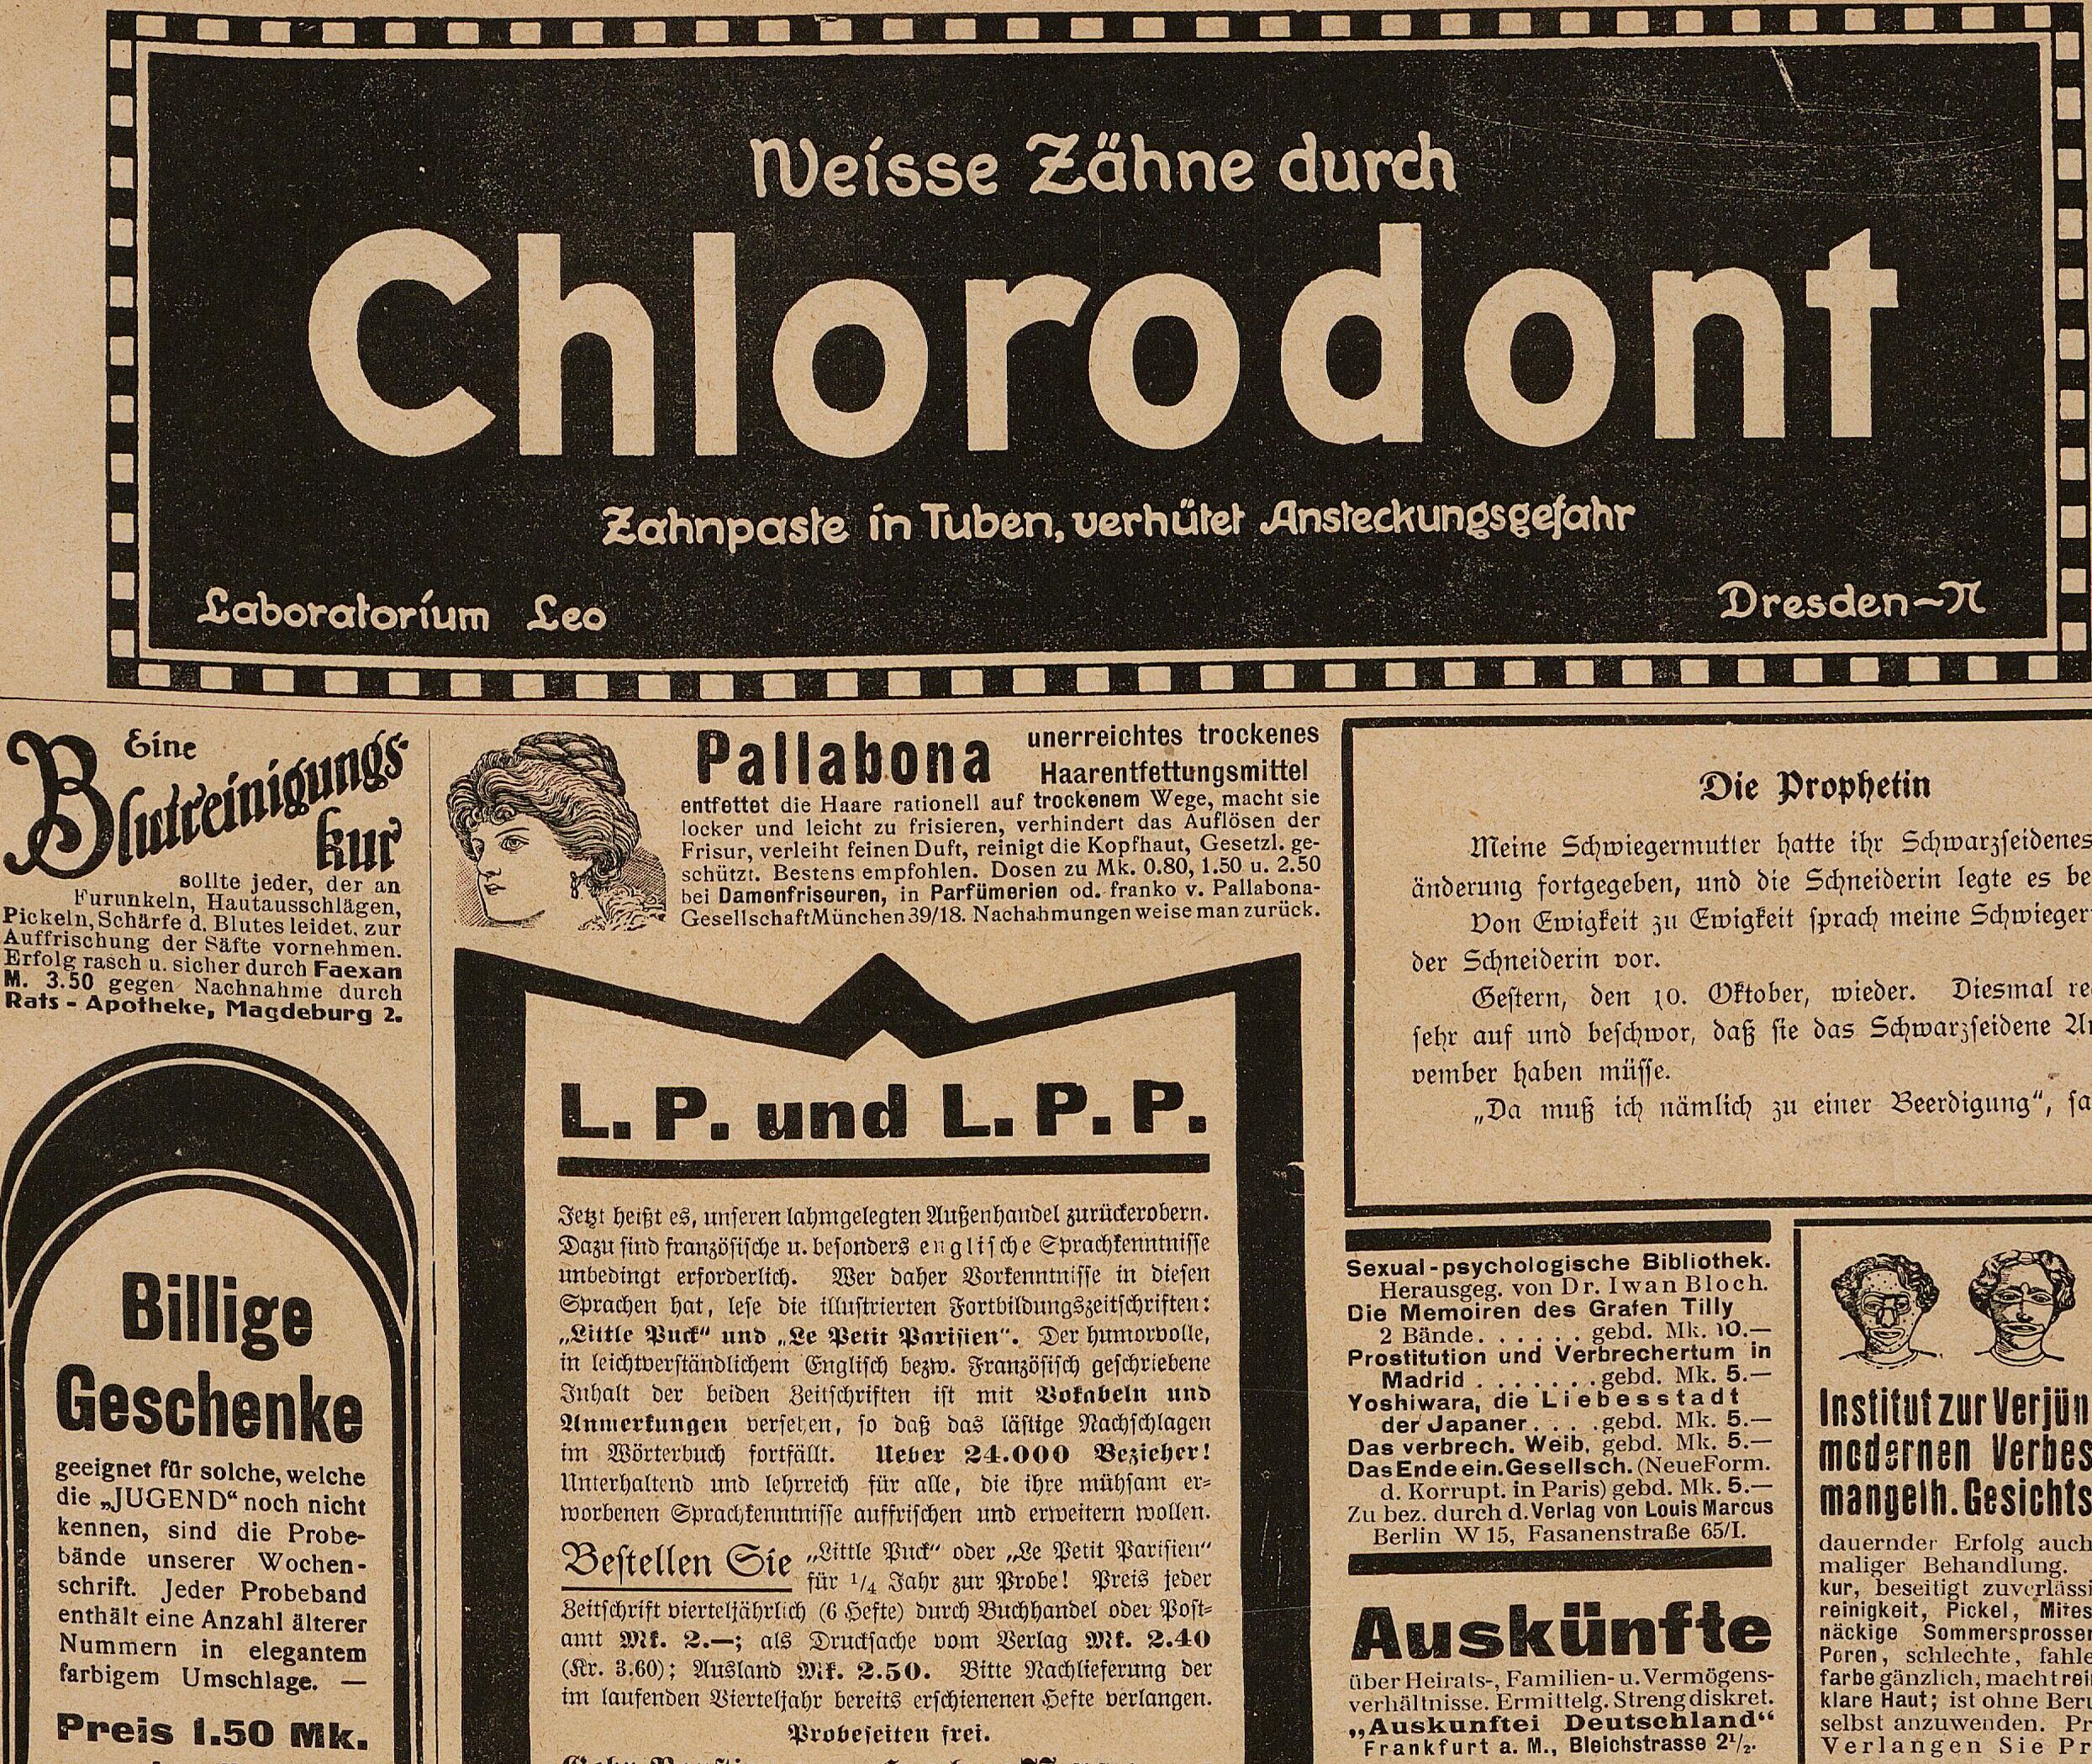 Weisse Zähne durch
Chlorodont
Zahnpaste in Tuben, verhütet Ansteckungsgefahr
Laboratorium Leo
Dresden-N
Eine
Blutreinigungs
kur
sollte jeder, der an
Furunkeln, Hautausschlägen,
Pickeln, Schärfe d. Blutes leidet, zur
Auffrischung der Säfte vornehmen.
Erfolg rasch u. sicher durch Faexan
M. 3.50 gegen Nachnahme durch
Rats-Apotheke, Magdeburg 2.
Billige
Geschenke
geeignet für solche, welche
die „JUGEND“ noch nicht
kennen, sind die Probe-
bände unserer Wochen-
schrift. Jeder Probeband
enthält eine Anzahl älterer
Nummern in elegantem
farbigem Umschlage. —
Preis 1.50 Mk.
Pallabona
unerreichtes trockenes
Haarentfettungsmittel
entfettet die Haare rationell auf trockenem Wege, macht sie
locker und leicht zu frisieren, verhindert das Auflösen der
Frisur, verleiht feinen Duft, reinigt die Kopfhaut, Gesetzl. ge-
schützt. Bestens empfohlen. Dosen zu Mk. 0.80, 1.50 u. 2.50
bei Damenfriseuren, in Parfümerien od. franko v. Pallabona-
Gesellschaft München 39/18. Nachahmungen weise man zurück.
L. P. und L. P. P.
Jetzt heißt es, unseren lahmgelegten Außenhandel zurückerobern.
Dazu sind französische u. besonders englische Sprachkenntnisse
unbedingt erforderlich. Wer daher Vorkenntnisse in diesen
Sprachen hat, lese die illustrierten Fortbildungszeitschriften:
„Little Puck“ und „Le Petit Parisien“. Der humorvolle,
in leichtverständlichem Englisch bezw. Französisch geschriebene
Inhalt der beiden Zeitschriften ist mit Vokabeln und
Anmerkungen versehen, so daß das lästige Nachschlagen
im Wörterbuch fortfällt. Ueber 24.000 Bezieher!
Unterhaltend und lehrreich für alle, die ihre mühsam er-
worbenen Sprachkenntnisse auffrischen und erweitern wollen.
Bestellen Sie „Little Puck“ oder „Le Petit Parisien“
für 1/4 Jahr zur Probe! Preis jeder
Zeitschrift vierteljährlich (6 Hefte) durch Buchhandel oder Post-
amt Mk. 2.—; als Drucksache vom Verlag Mk. 2.40
(Kr. 3.60); Ausland Mk. 2.50. Bitte Nachlieferung der
im laufenden Vierteljahr bereits erschienenen Hefte verlangen.
Probeseiten frei.
Die Prophetin
Meine Schwiegermutter hatte ihr Schwarzseidenes
änderung fortgegeben, und die Schneiderin legte es be
Von Ewigkeit zu Ewigkeit sprach meine Schwieger
der Schneiderin vor.
Gestern, den 10. Oktober, wieder. Diesmal re
sehr auf und beschwor, daß sie das Schwarzseidene An
vember haben müsse.
„Da muß ich nämlich zu einer Beerdigung“, sa
Sexual-psychologische Bibliothek.
Herausgeg. von Dr. Iwan Bloch.
Die Memoiren des Grafen Tilly
2 Bände. . . . . . gebd. Mk. 10.—
Prostitution und Verbrechertum in
Madrid . . . . . . . gebd. Mk. 5.—
Yoshiwara, die Liebesstadt
der Japaner. . . . gebd. Mk. 5.—
Das verbrech. Weib. gebd. Mk. 5.—
Das Ende ein. Gesellsch. (Neue Form.
d. Korrupt. in Paris) gebd. Mk. 5.—
Zu bez. durch d. Verlag von Louis Marcus
Berlin W 15, Fasanenstraße 65/I.
Auskünfte
über Heirats-, Familien- u. Vermögens-
verhältnisse. Ermittelg. Streng diskret.
„Auskunftei Deutschland“
Frankfurt a. M., Bleichstrasse 2 1/2.
Institut zur Verjün
modernen Verbes
mangelh. Gesichts
dauernder Erfolg auch
maliger Behandlung.
kur, beseitigt zuverlässi
reinigkeit, Pickel, Mites
näckige Sommersprossen
Poren, schlechte, fahle
farbe gänzlich, macht rein
klare Haut; ist ohne Beru
selbst anzuwenden. Pr
Verlangen Sie Pr